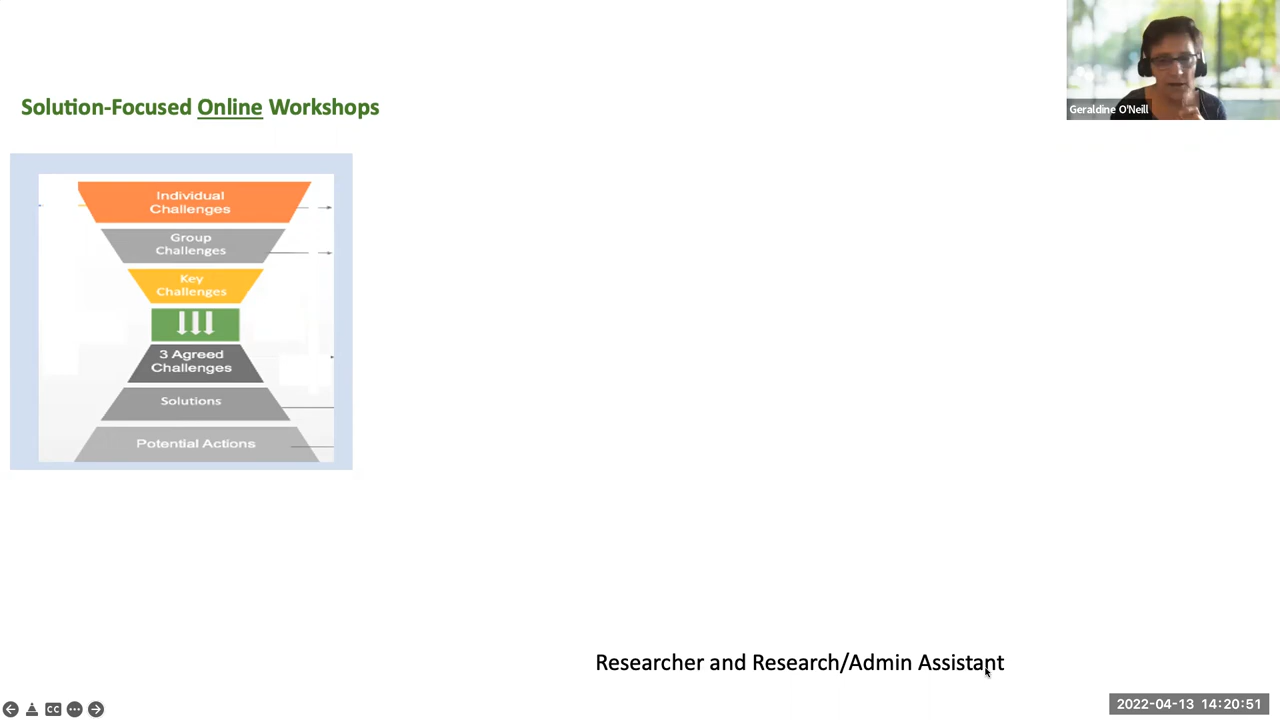 Geraldine O'Neill
Solution-Focused Online Workshops
Individual
Challenges
Group
Challenges
Key
Challenges
3 Agreed
Challenges
Solutions
Potential Actions
Researcher and Research/Admin Assistant
CC
2022-04-13 14:20:51